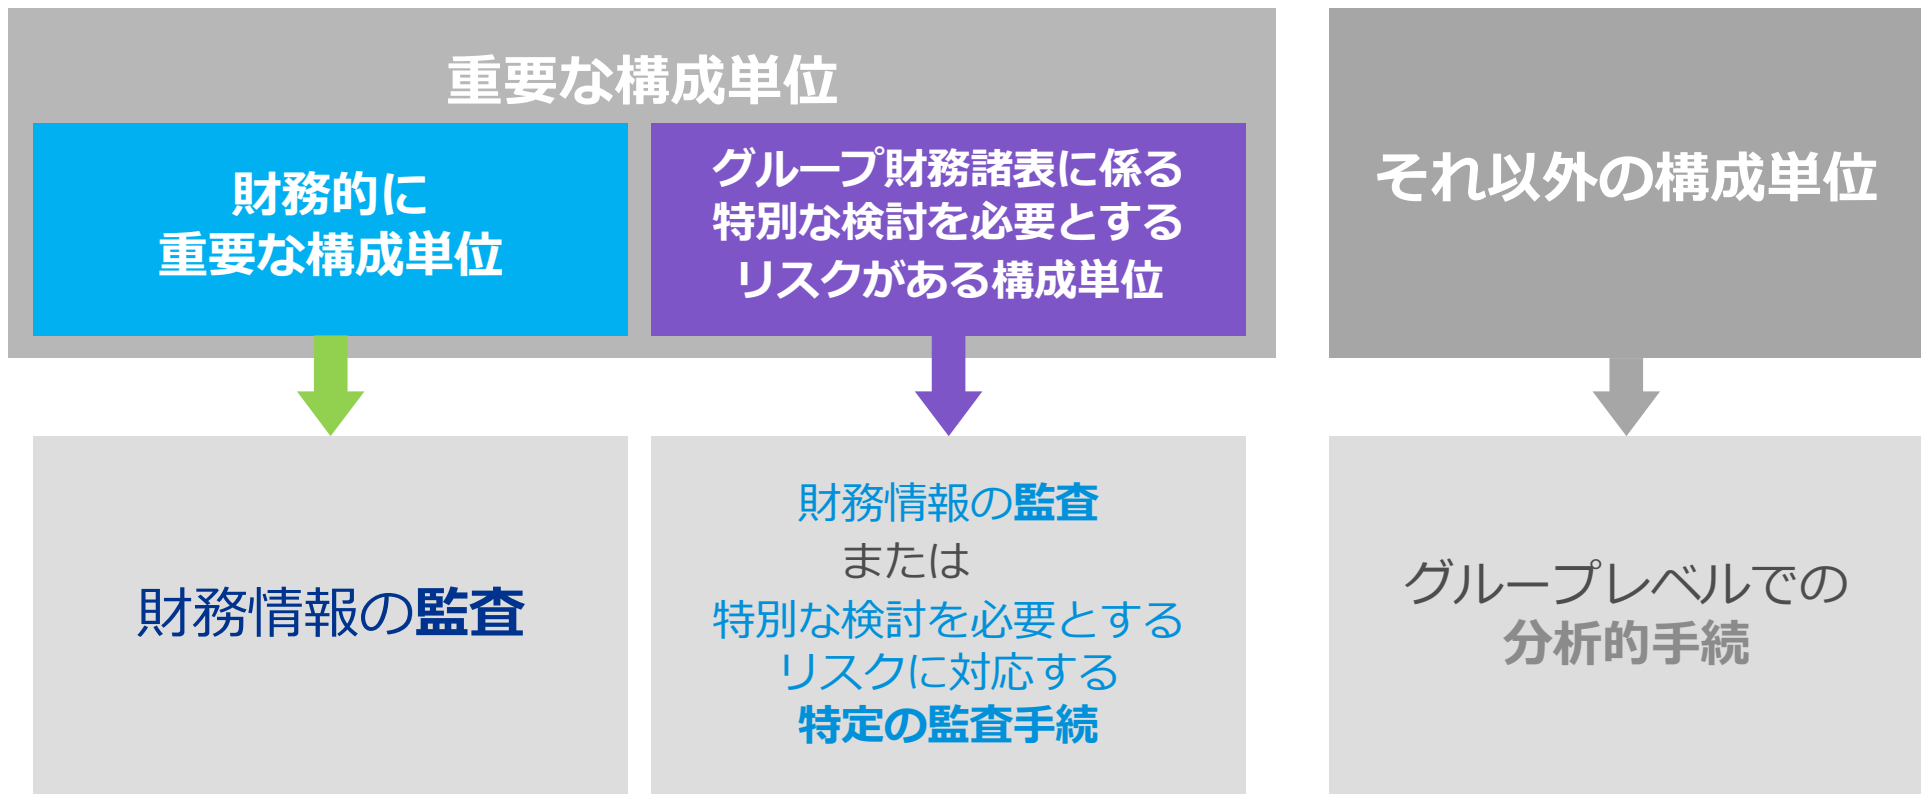 重要な構成単位
財務的に
重要な構成単位
グループ財務諸表に係る
特別な検討を必要とする
リスクがある構成単位
それ以外の構成単位
財務情報の監査
財務情報の監査
または
特別な検討を必要とする
リスクに対応する
特定の監査手続
グループレベルでの
分析的手続